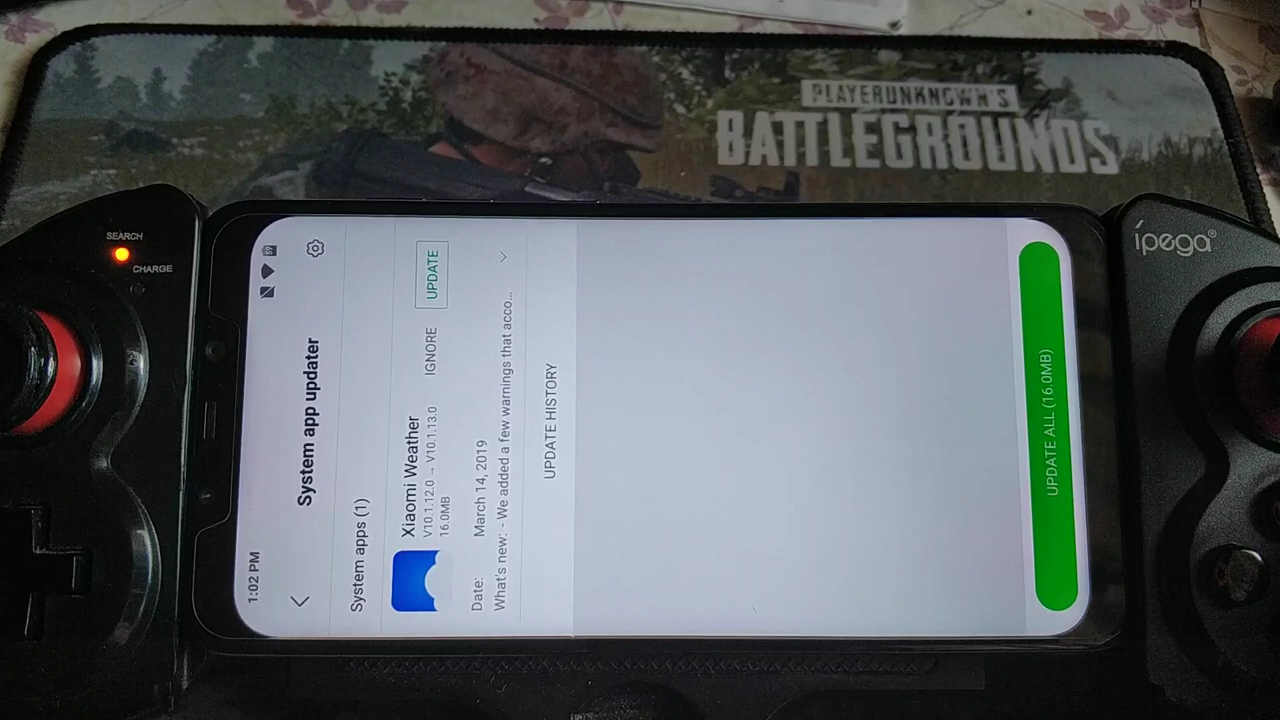 PLAYERUNKNOWN'S
BATTLEGROUNDS
SEARCH
CHARGE
ípega®
1:02 PM
59
System app updater
System apps (1)
Xiaomi Weather
V10.1.12.0 → V10.1.13.0
16.0MB
IGNORE
UPDATE
Date:
March 14, 2019
What's new: - We added a few warnings that acco...
UPDATE HISTORY
UPDATE ALL (16.0MB)